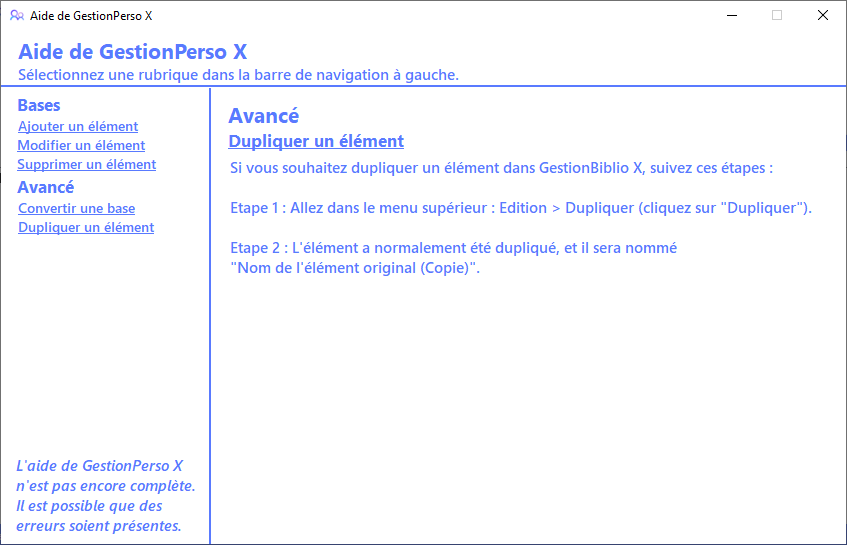 Aide de GestionPerso X
Aide de GestionPerso X
Sélectionnez une rubrique dans la barre de navigation à gauche.
Bases
Ajouter un élément
Modifier un élément
Supprimer un élément
Avancé
Convertir une base
Dupliquer un élément
L'aide de GestionPerso X
n'est pas encore complète.
Il est possible que des
erreurs soient présentes.
Avancé
Dupliquer un élément
Si vous souhaitez dupliquer un élément dans GestionBiblio X, suivez ces étapes :
Etape 1 : Allez dans le menu supérieur : Edition > Dupliquer (cliquez sur "Dupliquer").
Etape 2 : L'élément a normalement été dupliqué, et il sera nommé
"Nom de l'élément original (Copie)".